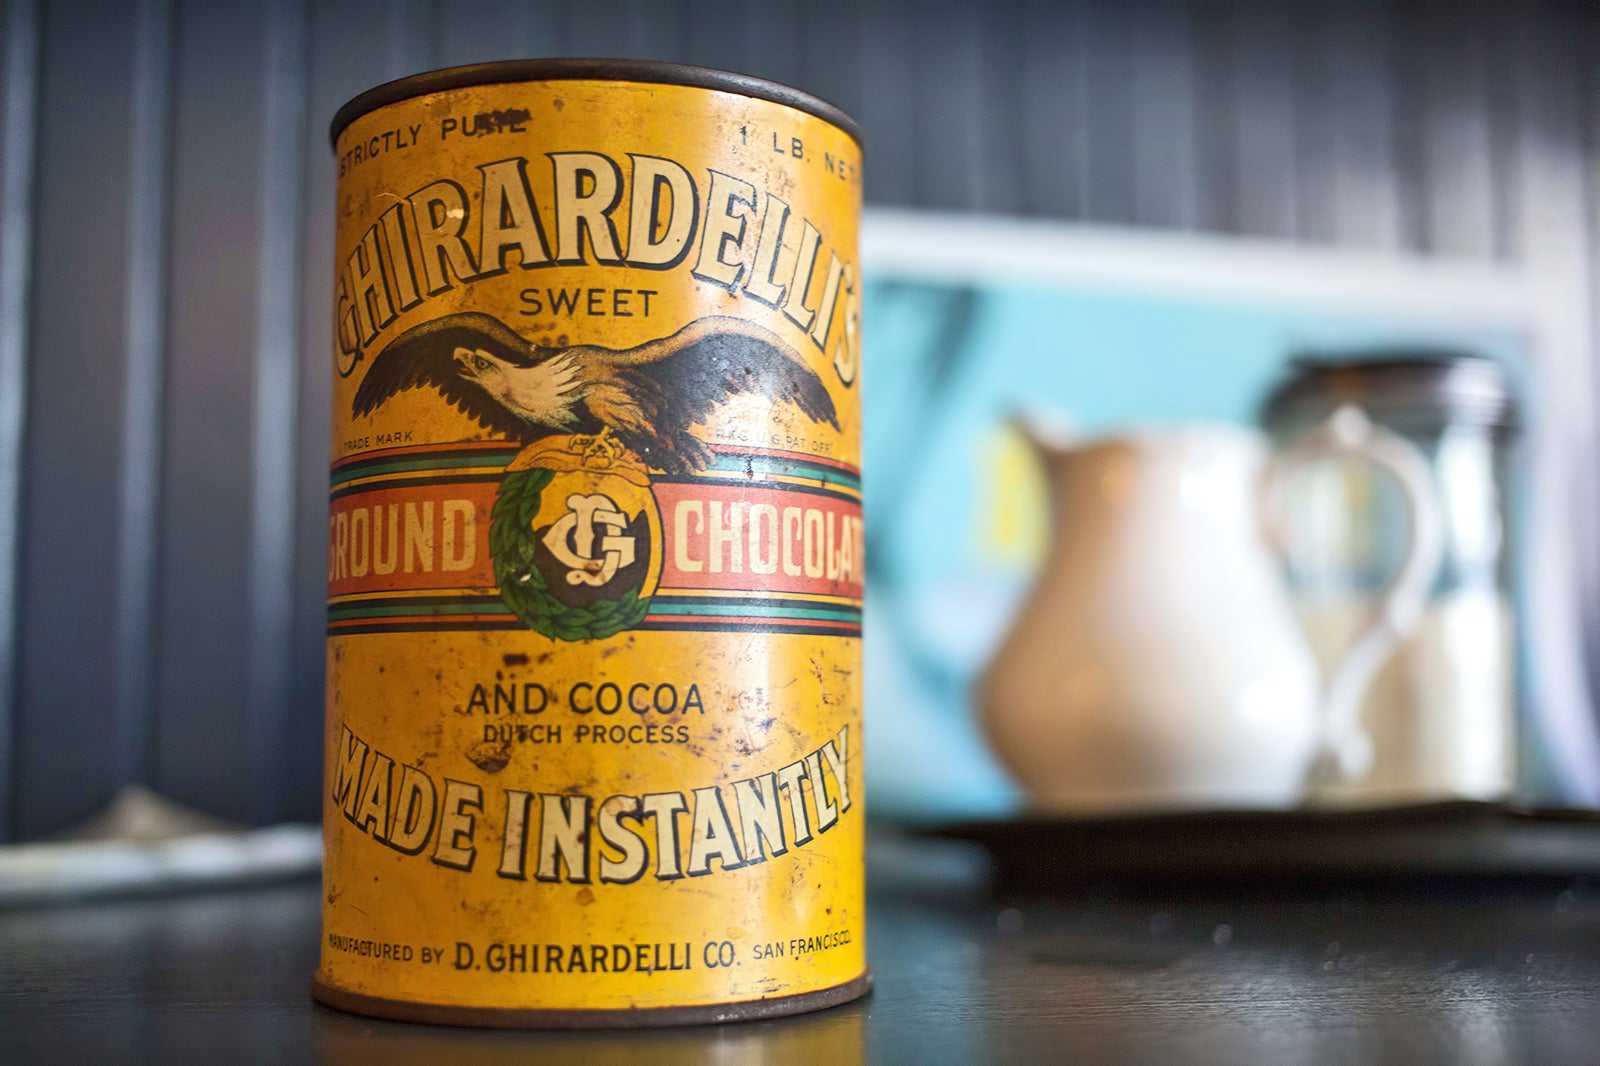 STRICTLY PURE 1 LB. NET
GHIRARDELLI'S
SWEET
TRADE MARK REG. U.S. PAT. OFF.
GROUND CHOCOLATE
AND COCOA
DUTCH PROCESS
MADE INSTANTLY
MANUFACTURED BY D. GHIRARDELLI CO. SAN FRANCISCO.